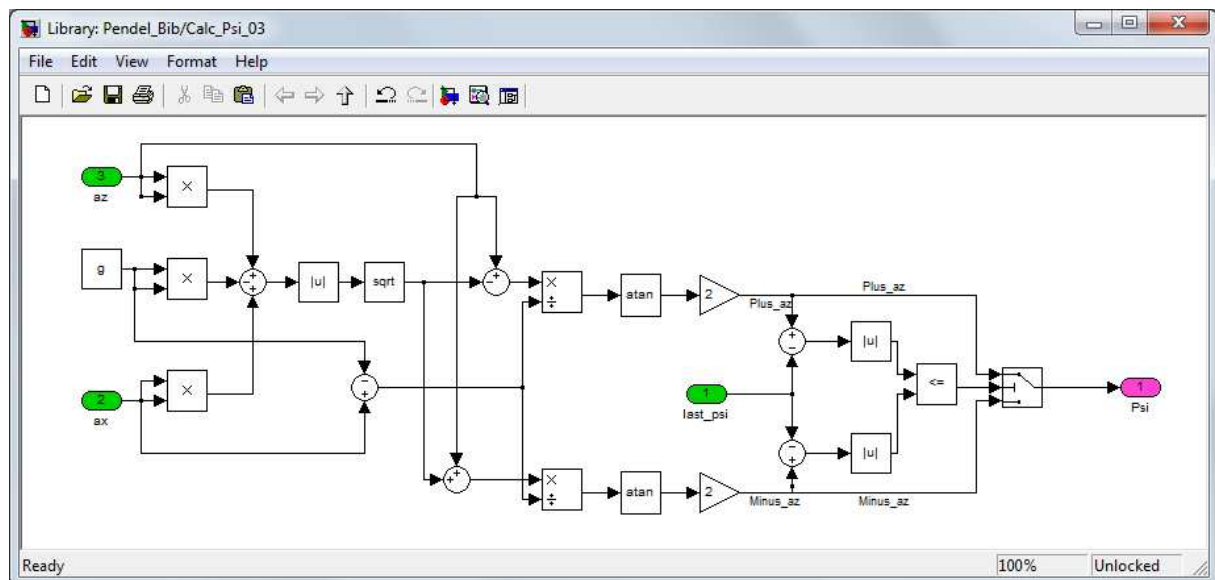 Library: Pendel_Bib/Calc_Psi_03
File Edit View Format Help
3
az
×
g
×
|u|
sqrt
×
÷
atan
2
Plus_az
Plus_az
|u|
<=
1
last_psi
1
Psi
2
ax
×
|u|
×
÷
atan
2
Minus_az
Minus_az
Ready 100% Unlocked